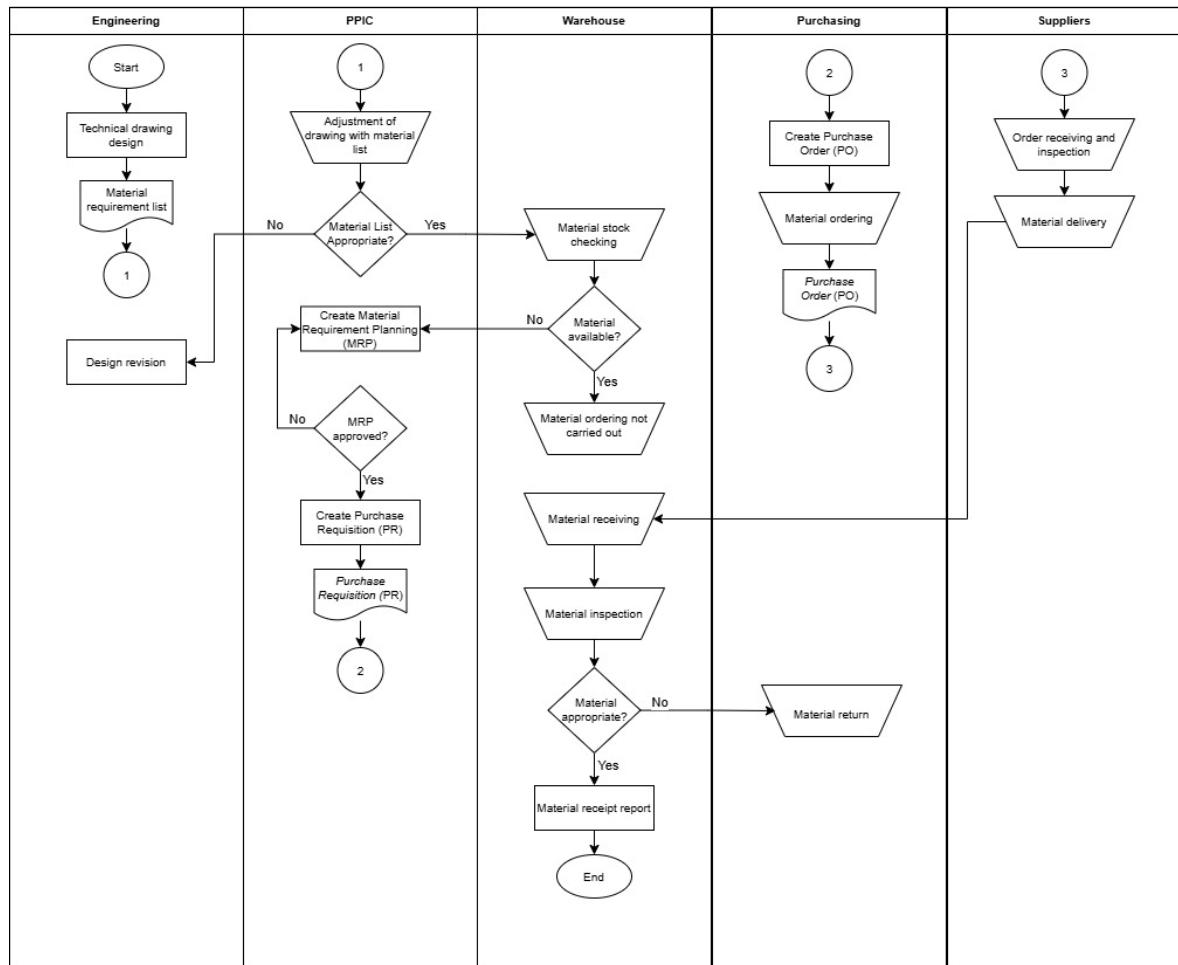 Engineering
PPIC
Warehouse
Purchasing
Suppliers
Start
Technical drawing
design
Material
requirement list
1
Design revision
1
Adjustment of
drawing with material
list
Material List
Appropriate?
No
Yes
Create Material
Requirement Planning
(MRP)
No
MRP
approved?
Yes
Create Purchase
Requisition (PR)
Purchase
Requisition (PR)
2
Material stock
checking
No
Material
available?
Yes
Material ordering not
carried out
Material receiving
Material inspection
Material
appropriate?
No
Yes
Material receipt report
End
2
Create Purchase
Order (PO)
Material ordering
Purchase
Order (PO)
3
Material return
3
Order receiving and
inspection
Material delivery